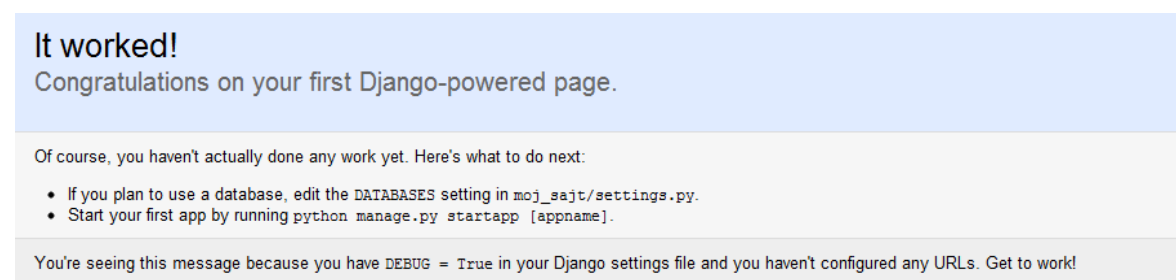 It worked!
Congratulations on your first Django-powered page.
Of course, you haven't actually done any work yet. Here's what to do next:
• If you plan to use a database, edit the DATABASES setting in moj_sajt/settings.py.
• Start your first app by running python manage.py startapp [appname].
You're seeing this message because you have DEBUG = True in your Django settings file and you haven't configured any URLs. Get to work!